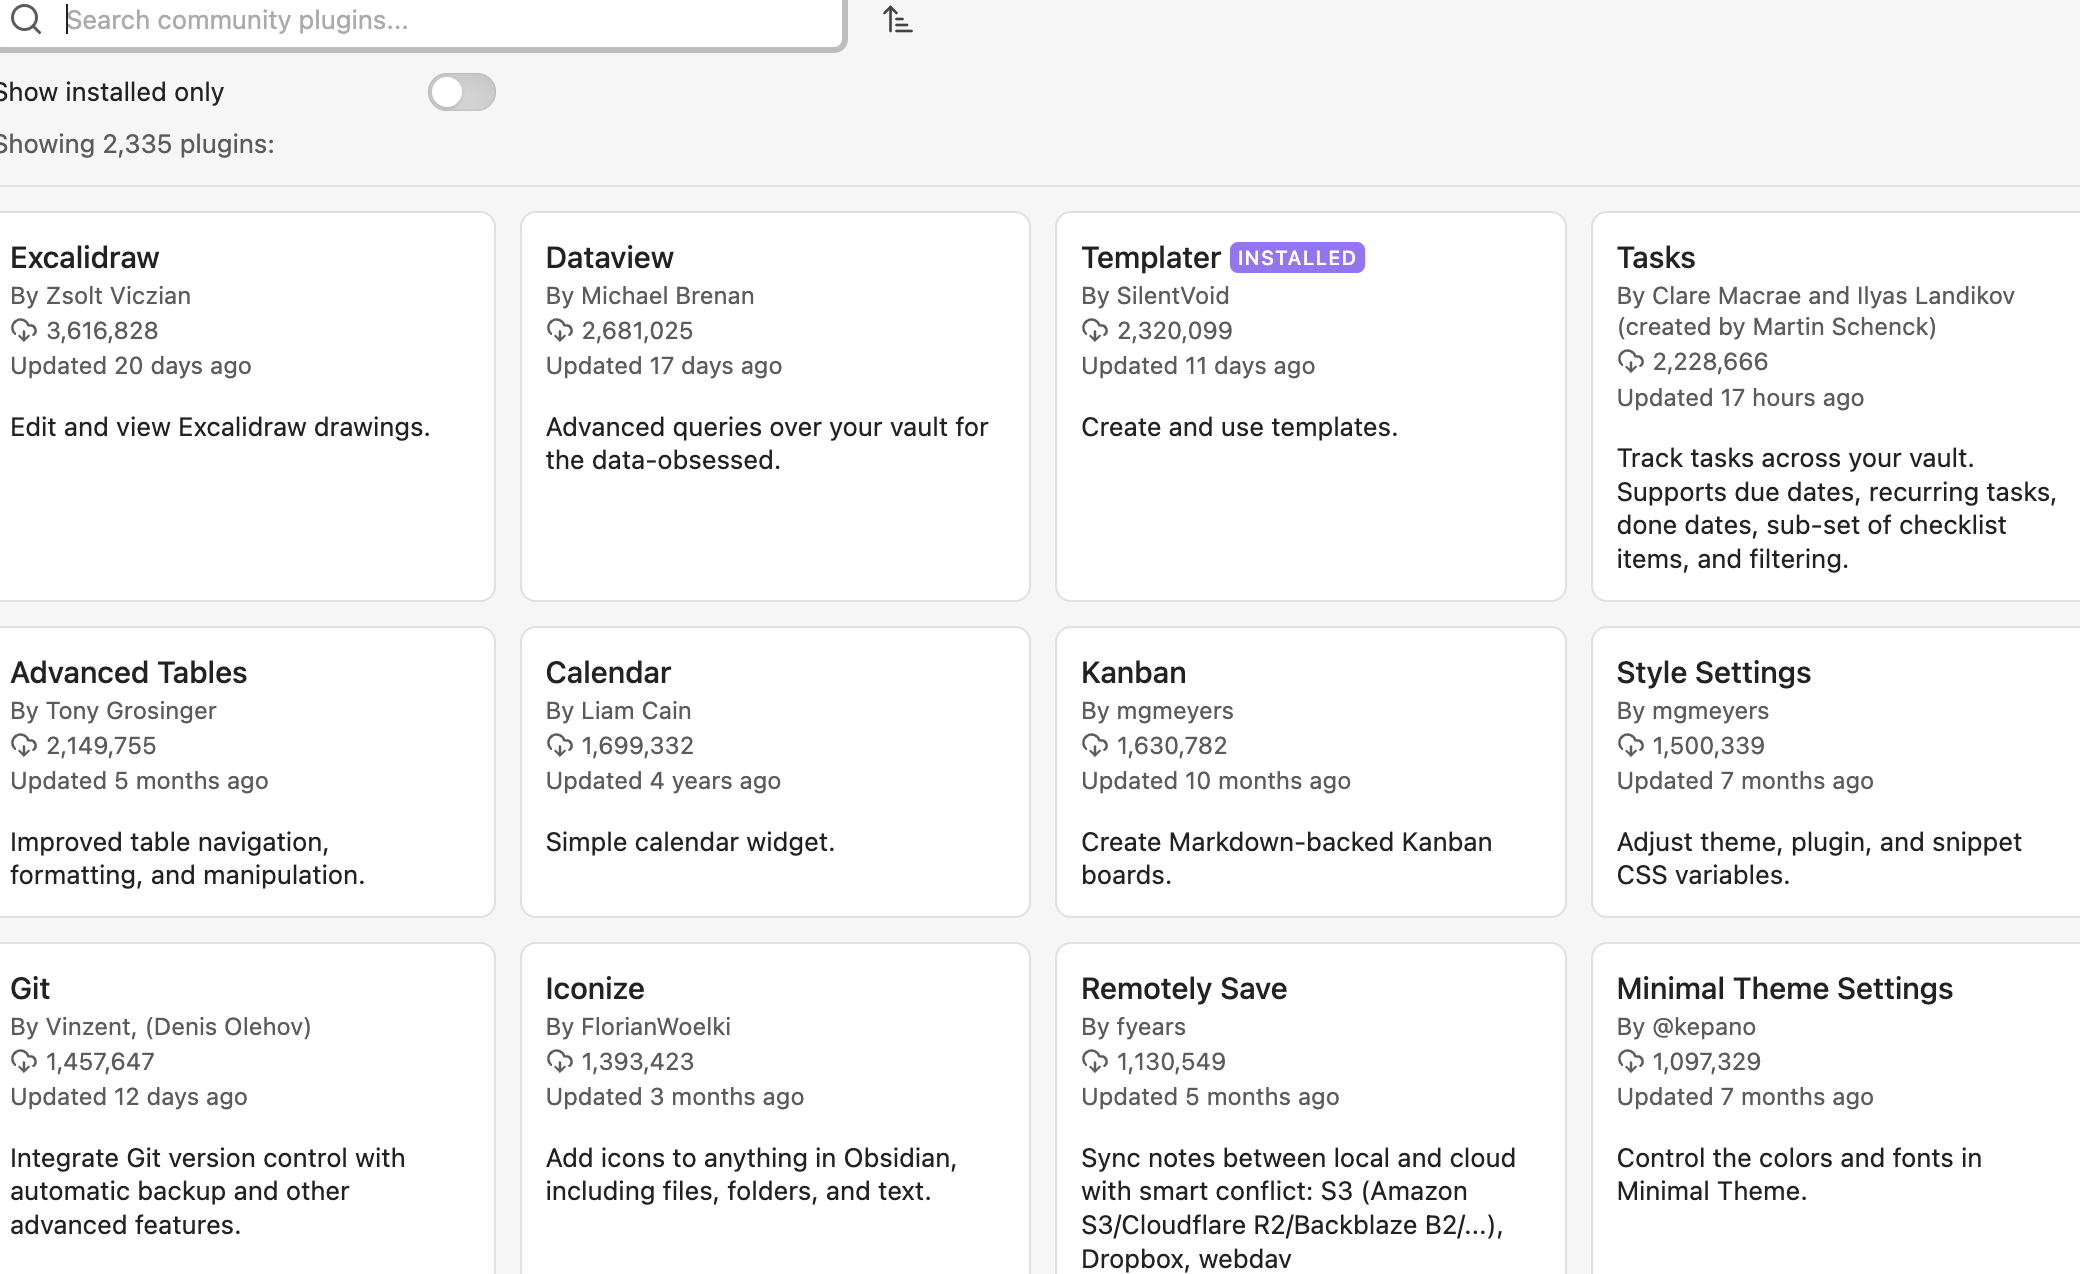 Search community plugins...
Show installed only
Showing 2,335 plugins:
Excalidraw
By Zsolt Viczian
3,616,828
Updated 20 days ago
Edit and view Excalidraw drawings.
Dataview
By Michael Brenan
2,681,025
Updated 17 days ago
Advanced queries over your vault for
the data-obsessed.
Templater INSTALLED
By SilentVoid
2,320,099
Updated 11 days ago
Create and use templates.
Tasks
By Clare Macrae and Ilyas Landikov
(created by Martin Schenck)
2,228,666
Updated 17 hours ago
Track tasks across your vault.
Supports due dates, recurring tasks,
done dates, sub-set of checklist
items, and filtering.
Advanced Tables
By Tony Grosinger
2,149,755
Updated 5 months ago
Improved table navigation,
formatting, and manipulation.
Calendar
By Liam Cain
1,699,332
Updated 4 years ago
Simple calendar widget.
Kanban
By mgmeyers
1,630,782
Updated 10 months ago
Create Markdown-backed Kanban
boards.
Style Settings
By mgmeyers
1,500,339
Updated 7 months ago
Adjust theme, plugin, and snippet
CSS variables.
Git
By Vinzent, (Denis Olehov)
1,457,647
Updated 12 days ago
Integrate Git version control with
automatic backup and other
advanced features.
Iconize
By FlorianWoelki
1,393,423
Updated 3 months ago
Add icons to anything in Obsidian,
including files, folders, and text.
Remotely Save
By fyears
1,130,549
Updated 5 months ago
Sync notes between local and cloud
with smart conflict: S3 (Amazon
S3/Cloudflare R2/Backblaze B2/...),
Dropbox, webdav
Minimal Theme Settings
By @kepano
1,097,329
Updated 7 months ago
Control the colors and fonts in
Minimal Theme.